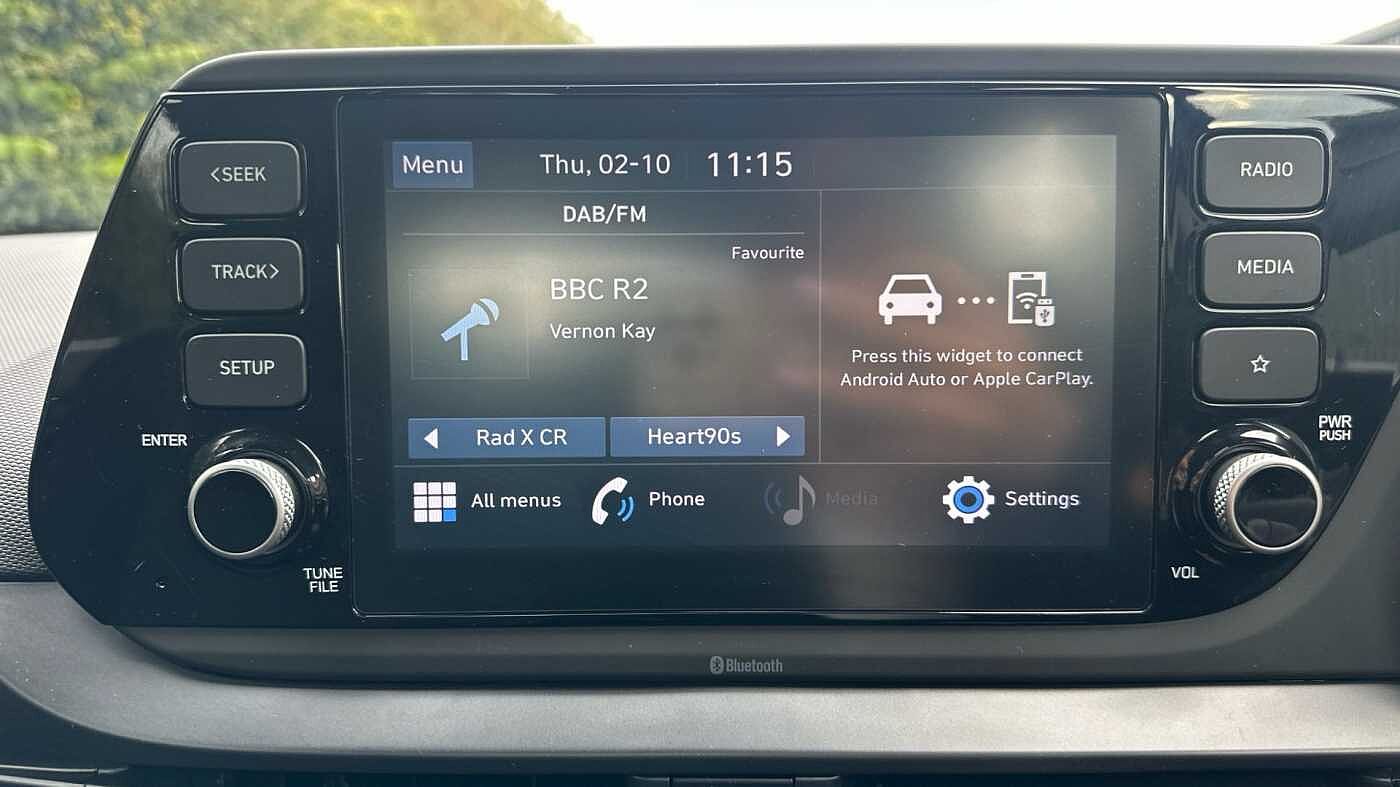 <SEEK
TRACK>
SETUP
ENTER
TUNE
FILE
Menu
Thu, 02-10
11:15
DAB/FM
Favourite
BBC R2
Vernon Kay
Rad X CR
Heart90s
Press this widget to connect
Android Auto or Apple CarPlay.
All menus
Phone
Media
Settings
RADIO
MEDIA
PWR
PUSH
VOL
Bluetooth